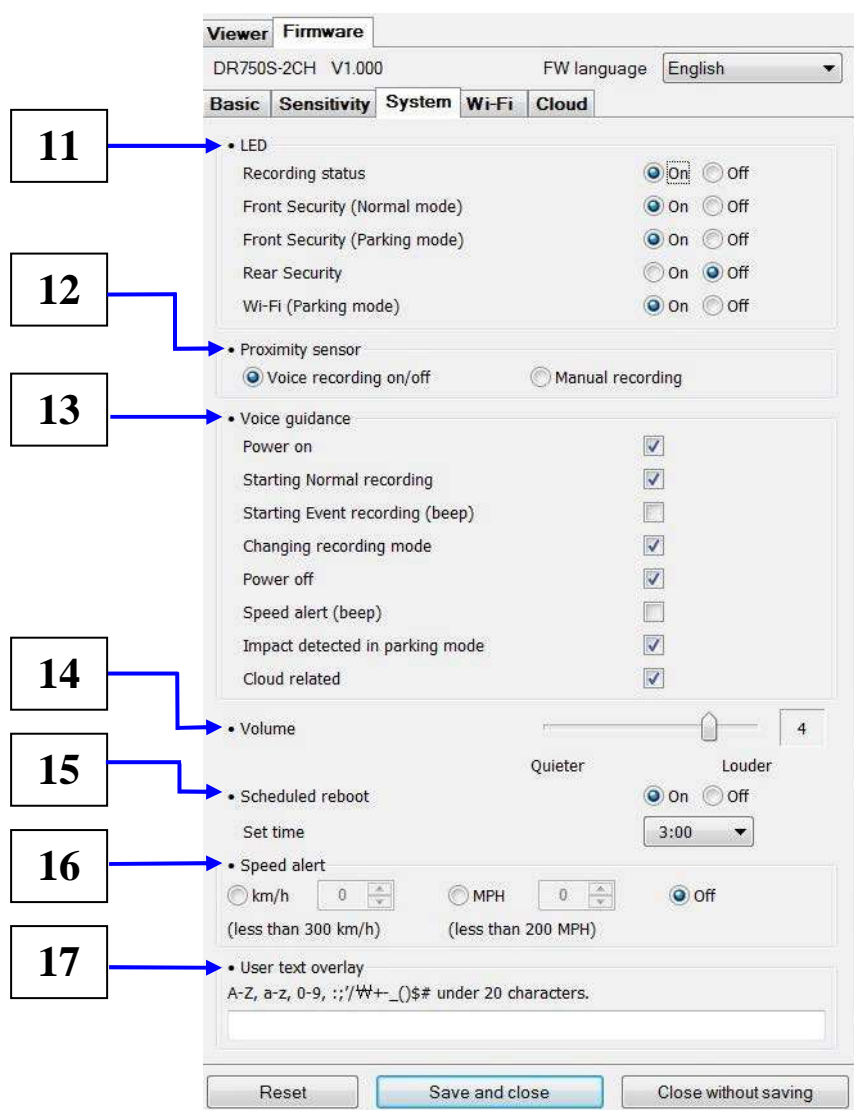 Viewer Firmware
DR750S-2CH V1.000 FW language English
Basic Sensitivity System Wi-Fi Cloud
11
• LED
Recording status On Off
Front Security (Normal mode) On Off
Front Security (Parking mode) On Off
Rear Security On Off
Wi-Fi (Parking mode) On Off
12
• Proximity sensor
Voice recording on/off Manual recording
13
• Voice guidance
Power on
Starting Normal recording
Starting Event recording (beep)
Changing recording mode
Power off
Speed alert (beep)
Impact detected in parking mode
Cloud related
14
• Volume 4
Quieter Louder
15
• Scheduled reboot On Off
Set time 3:00
16
• Speed alert
km/h 0 MPH 0 Off
(less than 300 km/h) (less than 200 MPH)
17
• User text overlay
A-Z, a-z, 0-9, :;'/₩+-_()$# under 20 characters.
Reset Save and close Close without saving